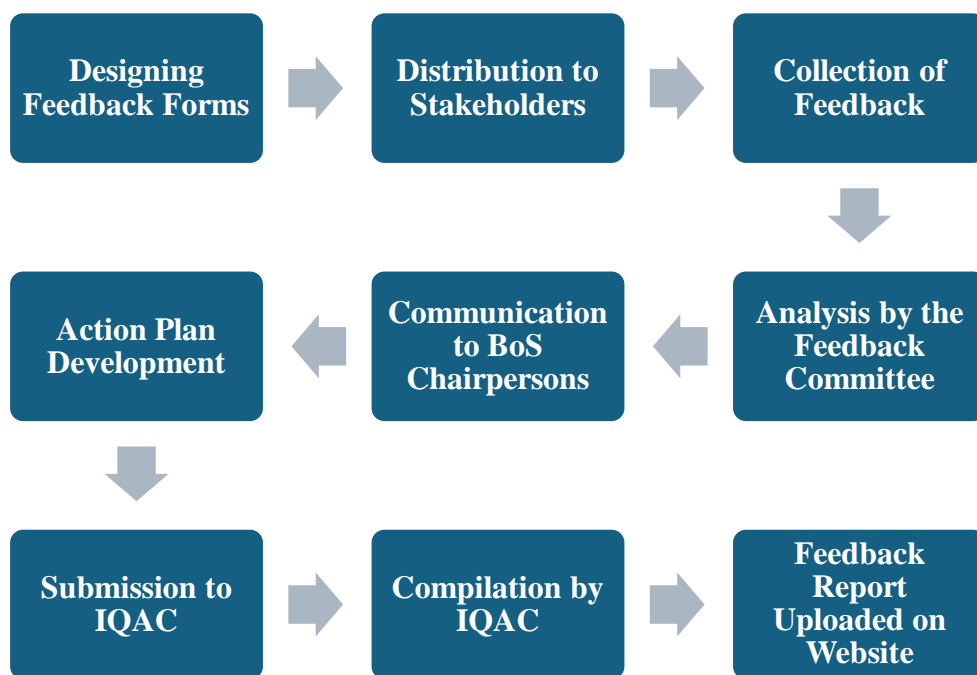 Designing
Feedback Forms
Distribution to
Stakeholders
Collection of
Feedback
Analysis by the
Feedback
Committee
Communication
to BoS
Chairpersons
Action Plan
Development
Submission to
IQAC
Compilation by
IQAC
Feedback
Report
Uploaded on
Website